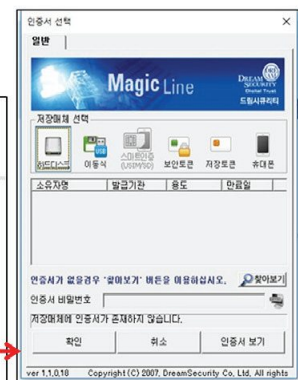 인증서 선택
일반
Magic Line
DREAM SECURITY
Digital Trust
드림시큐리티
저장매체 선택
하드디스크 이동식 스마트인증 (USIM/SD) 보안토큰 저장토큰 휴대폰
소유자명 발급기관 용도 만료일
인증서가 없을경우 "찾아보기" 버튼을 이용하십시오. 찾아보기
인증서 비밀번호
저장매체에 인증서가 존재하지 않습니다.
확인 취소 인증서 보기
ver 1,1,0,18 Copyright (C) 2007, DreamSecurity Co, Ltd, All rights